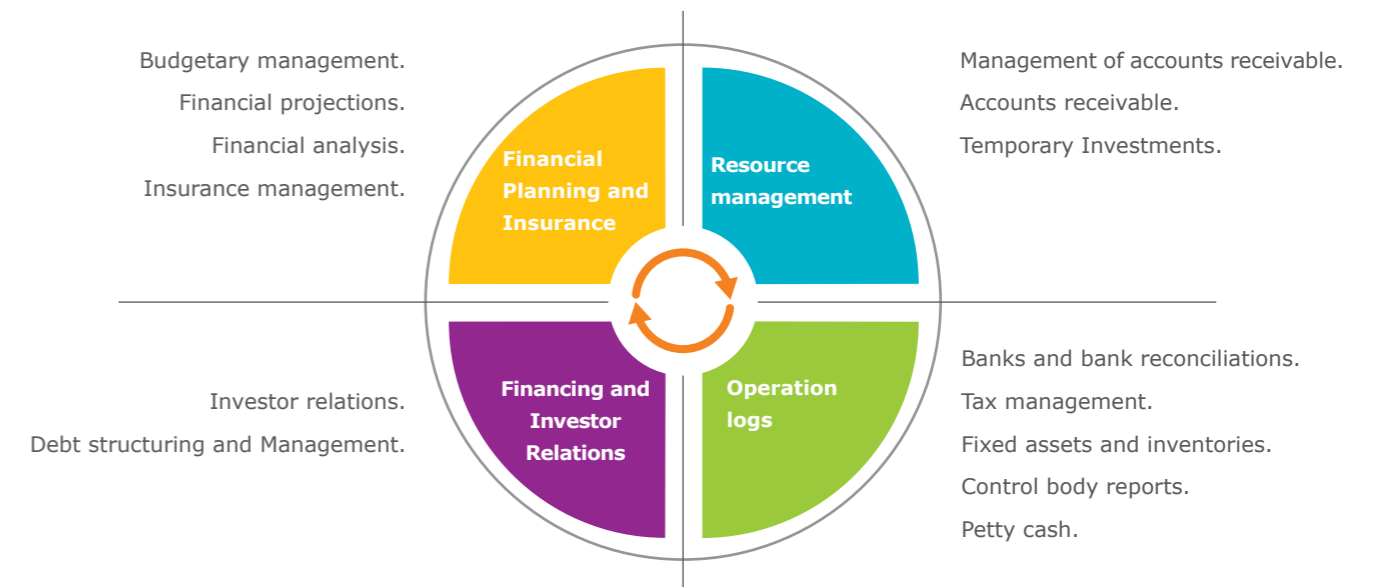 Budgetary management.
Financial projections.
Financial analysis.
Insurance management.
Financial
Planning and
Insurance
Resource
management
Management of accounts receivable.
Accounts receivable.
Temporary Investments.
Investor relations.
Debt structuring and Management.
Financing and
Investor
Relations
Operation
logs
Banks and bank reconciliations.
Tax management.
Fixed assets and inventories.
Control body reports.
Petty cash.